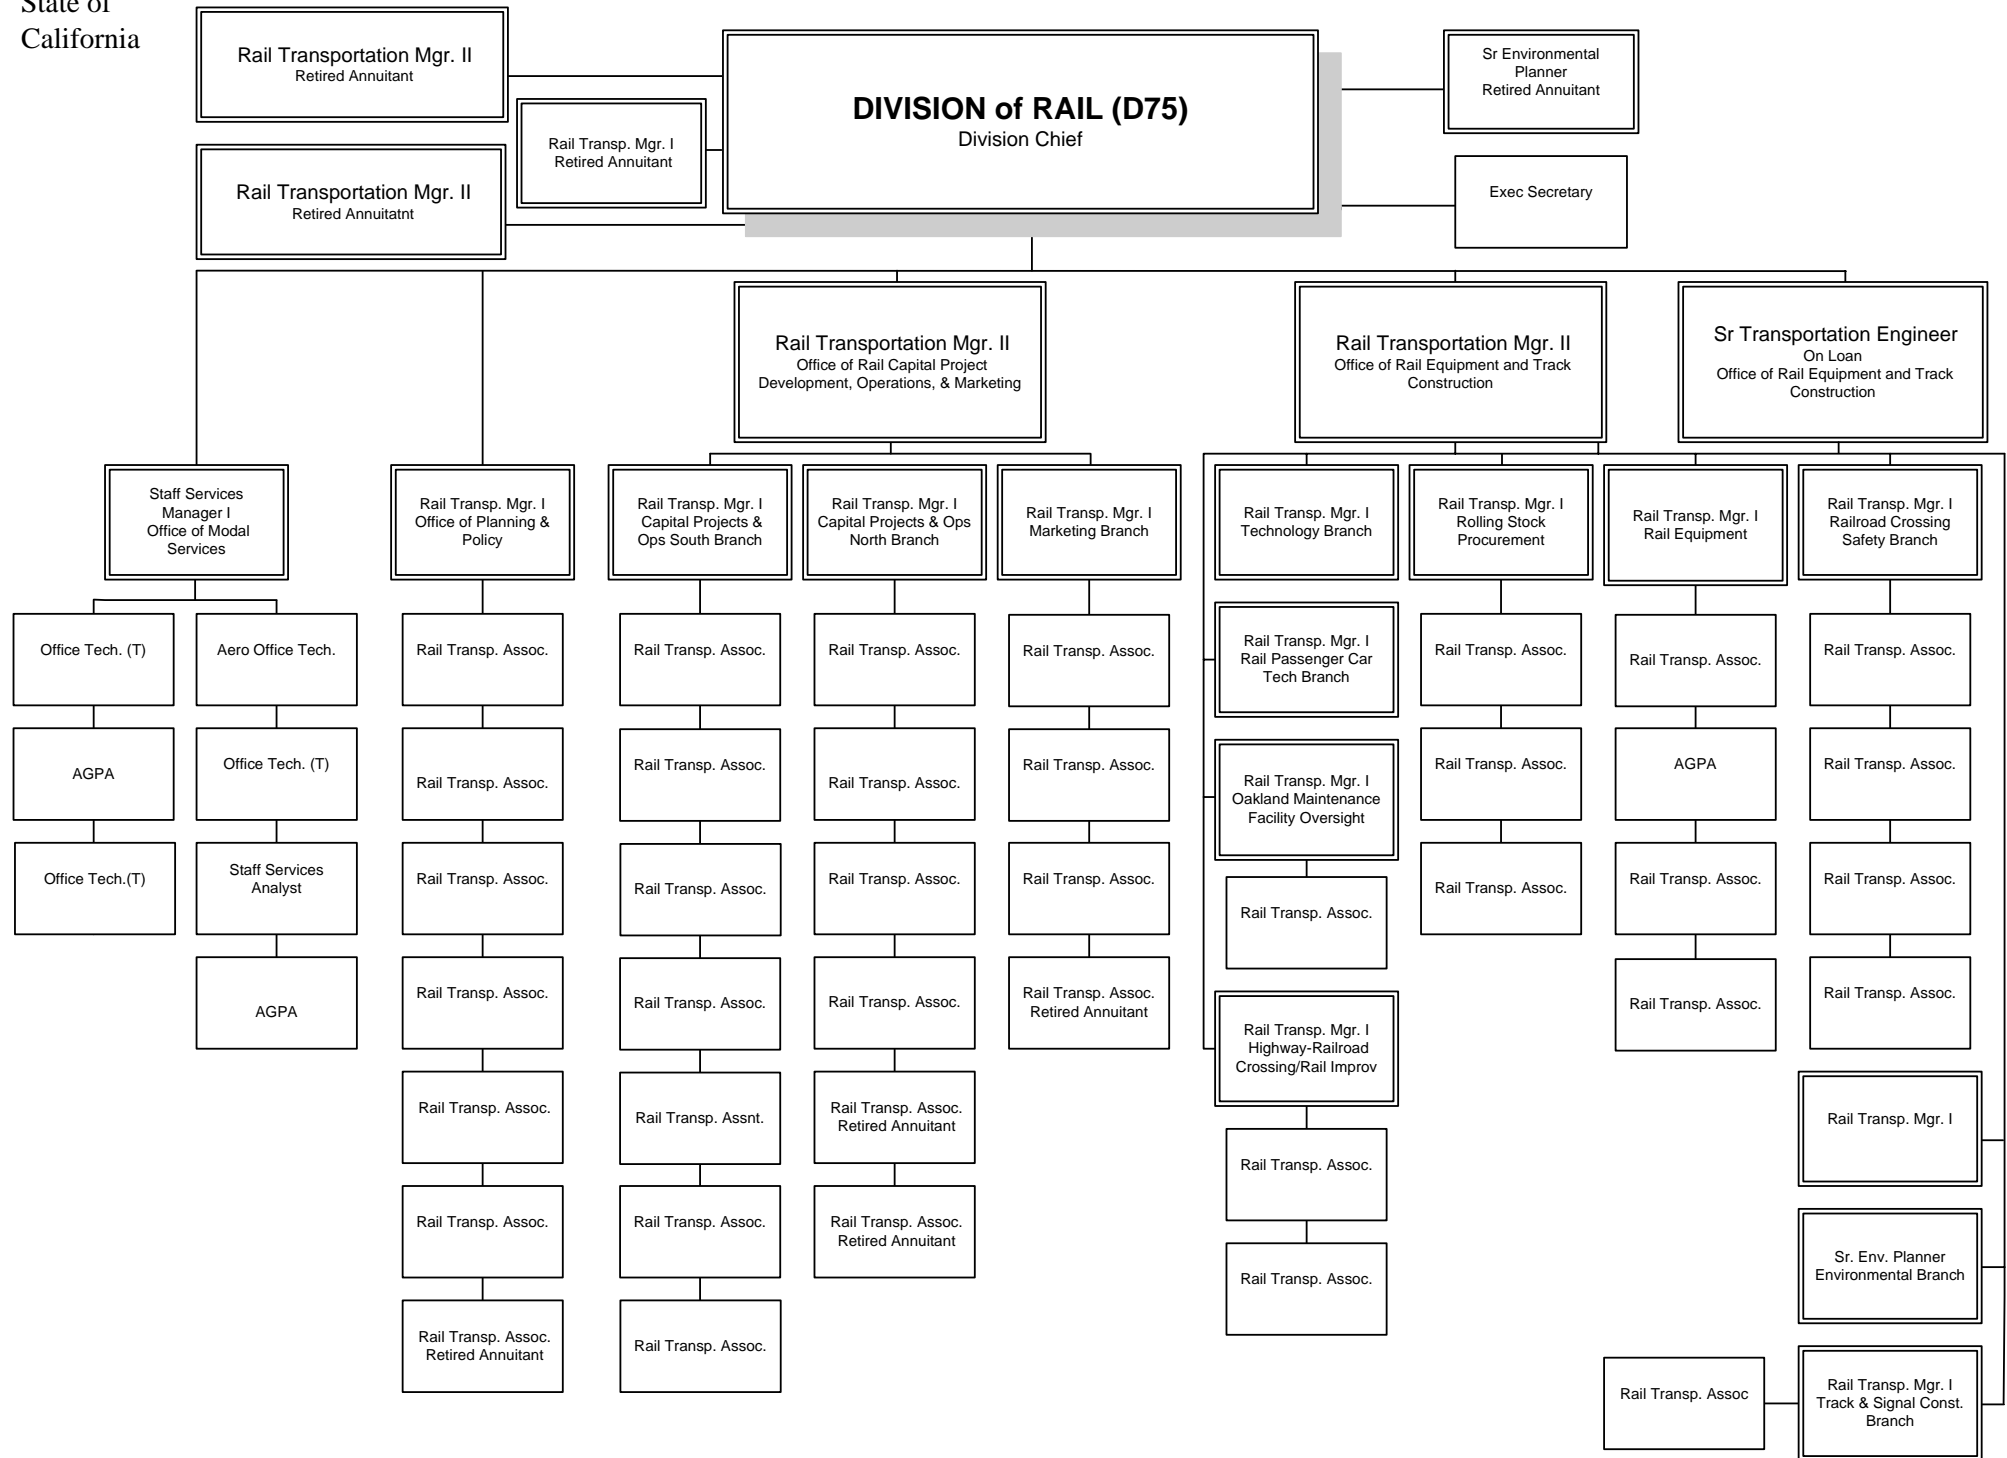 State of
California
Rail Transportation Mgr. II
Retired Annuitant
Rail Transp. Mgr. I
Retired Annuitant
Rail Transportation Mgr. II
Retired Annuitatnt
DIVISION of RAIL (D75)
Division Chief
Sr Environmental
Planner
Retired Annuitant
Exec Secretary
Rail Transportation Mgr. II
Office of Rail Capital Project
Development, Operations, & Marketing
Rail Transportation Mgr. II
Office of Rail Equipment and Track
Construction
Sr Transportation Engineer
On Loan
Office of Rail Equipment and Track
Construction
Staff Services
Manager I
Office of Modal
Services
Office Tech. (T)
AGPA
Office Tech.(T)
Aero Office Tech.
Office Tech. (T)
Staff Services
Analyst
AGPA
Rail Transp. Mgr. I
Office of Planning &
Policy
Rail Transp. Assoc.
Rail Transp. Assoc.
Rail Transp. Assoc.
Rail Transp. Assoc.
Rail Transp. Assoc.
Rail Transp. Assoc.
Rail Transp. Assoc.
Retired Annuitant
Rail Transp. Mgr. I
Capital Projects &
Ops South Branch
Rail Transp. Assoc.
Rail Transp. Assoc.
Rail Transp. Assoc.
Rail Transp. Assoc.
Rail Transp. Assnt.
Rail Transp. Assoc.
Rail Transp. Assoc.
Rail Transp. Mgr. I
Capital Projects & Ops
North Branch
Rail Transp. Assoc.
Rail Transp. Assoc.
Rail Transp. Assoc.
Rail Transp. Assoc.
Rail Transp. Assoc.
Retired Annuitant
Rail Transp. Assoc.
Retired Annuitant
Rail Transp. Mgr. I
Marketing Branch
Rail Transp. Assoc.
Rail Transp. Assoc.
Rail Transp. Assoc.
Rail Transp. Assoc.
Retired Annuitant
Rail Transp. Mgr. I
Technology Branch
Rail Transp. Mgr. I
Rail Passenger Car
Tech Branch
Rail Transp. Mgr. I
Oakland Maintenance
Facility Oversight
Rail Transp. Assoc.
Rail Transp. Mgr. I
Highway-Railroad
Crossing/Rail Improv
Rail Transp. Assoc.
Rail Transp. Assoc.
Rail Transp. Mgr. I
Rolling Stock
Procurement
Rail Transp. Assoc.
Rail Transp. Assoc.
Rail Transp. Assoc.
Rail Transp. Mgr. I
Rail Equipment
Rail Transp. Assoc.
AGPA
Rail Transp. Assoc.
Rail Transp. Assoc.
Rail Transp. Mgr. I
Railroad Crossing
Safety Branch
Rail Transp. Assoc.
Rail Transp. Assoc.
Rail Transp. Assoc.
Rail Transp. Assoc.
Rail Transp. Mgr. I
Sr. Env. Planner
Environmental Branch
Rail Transp. Assoc
Rail Transp. Mgr. I
Track & Signal Const.
Branch